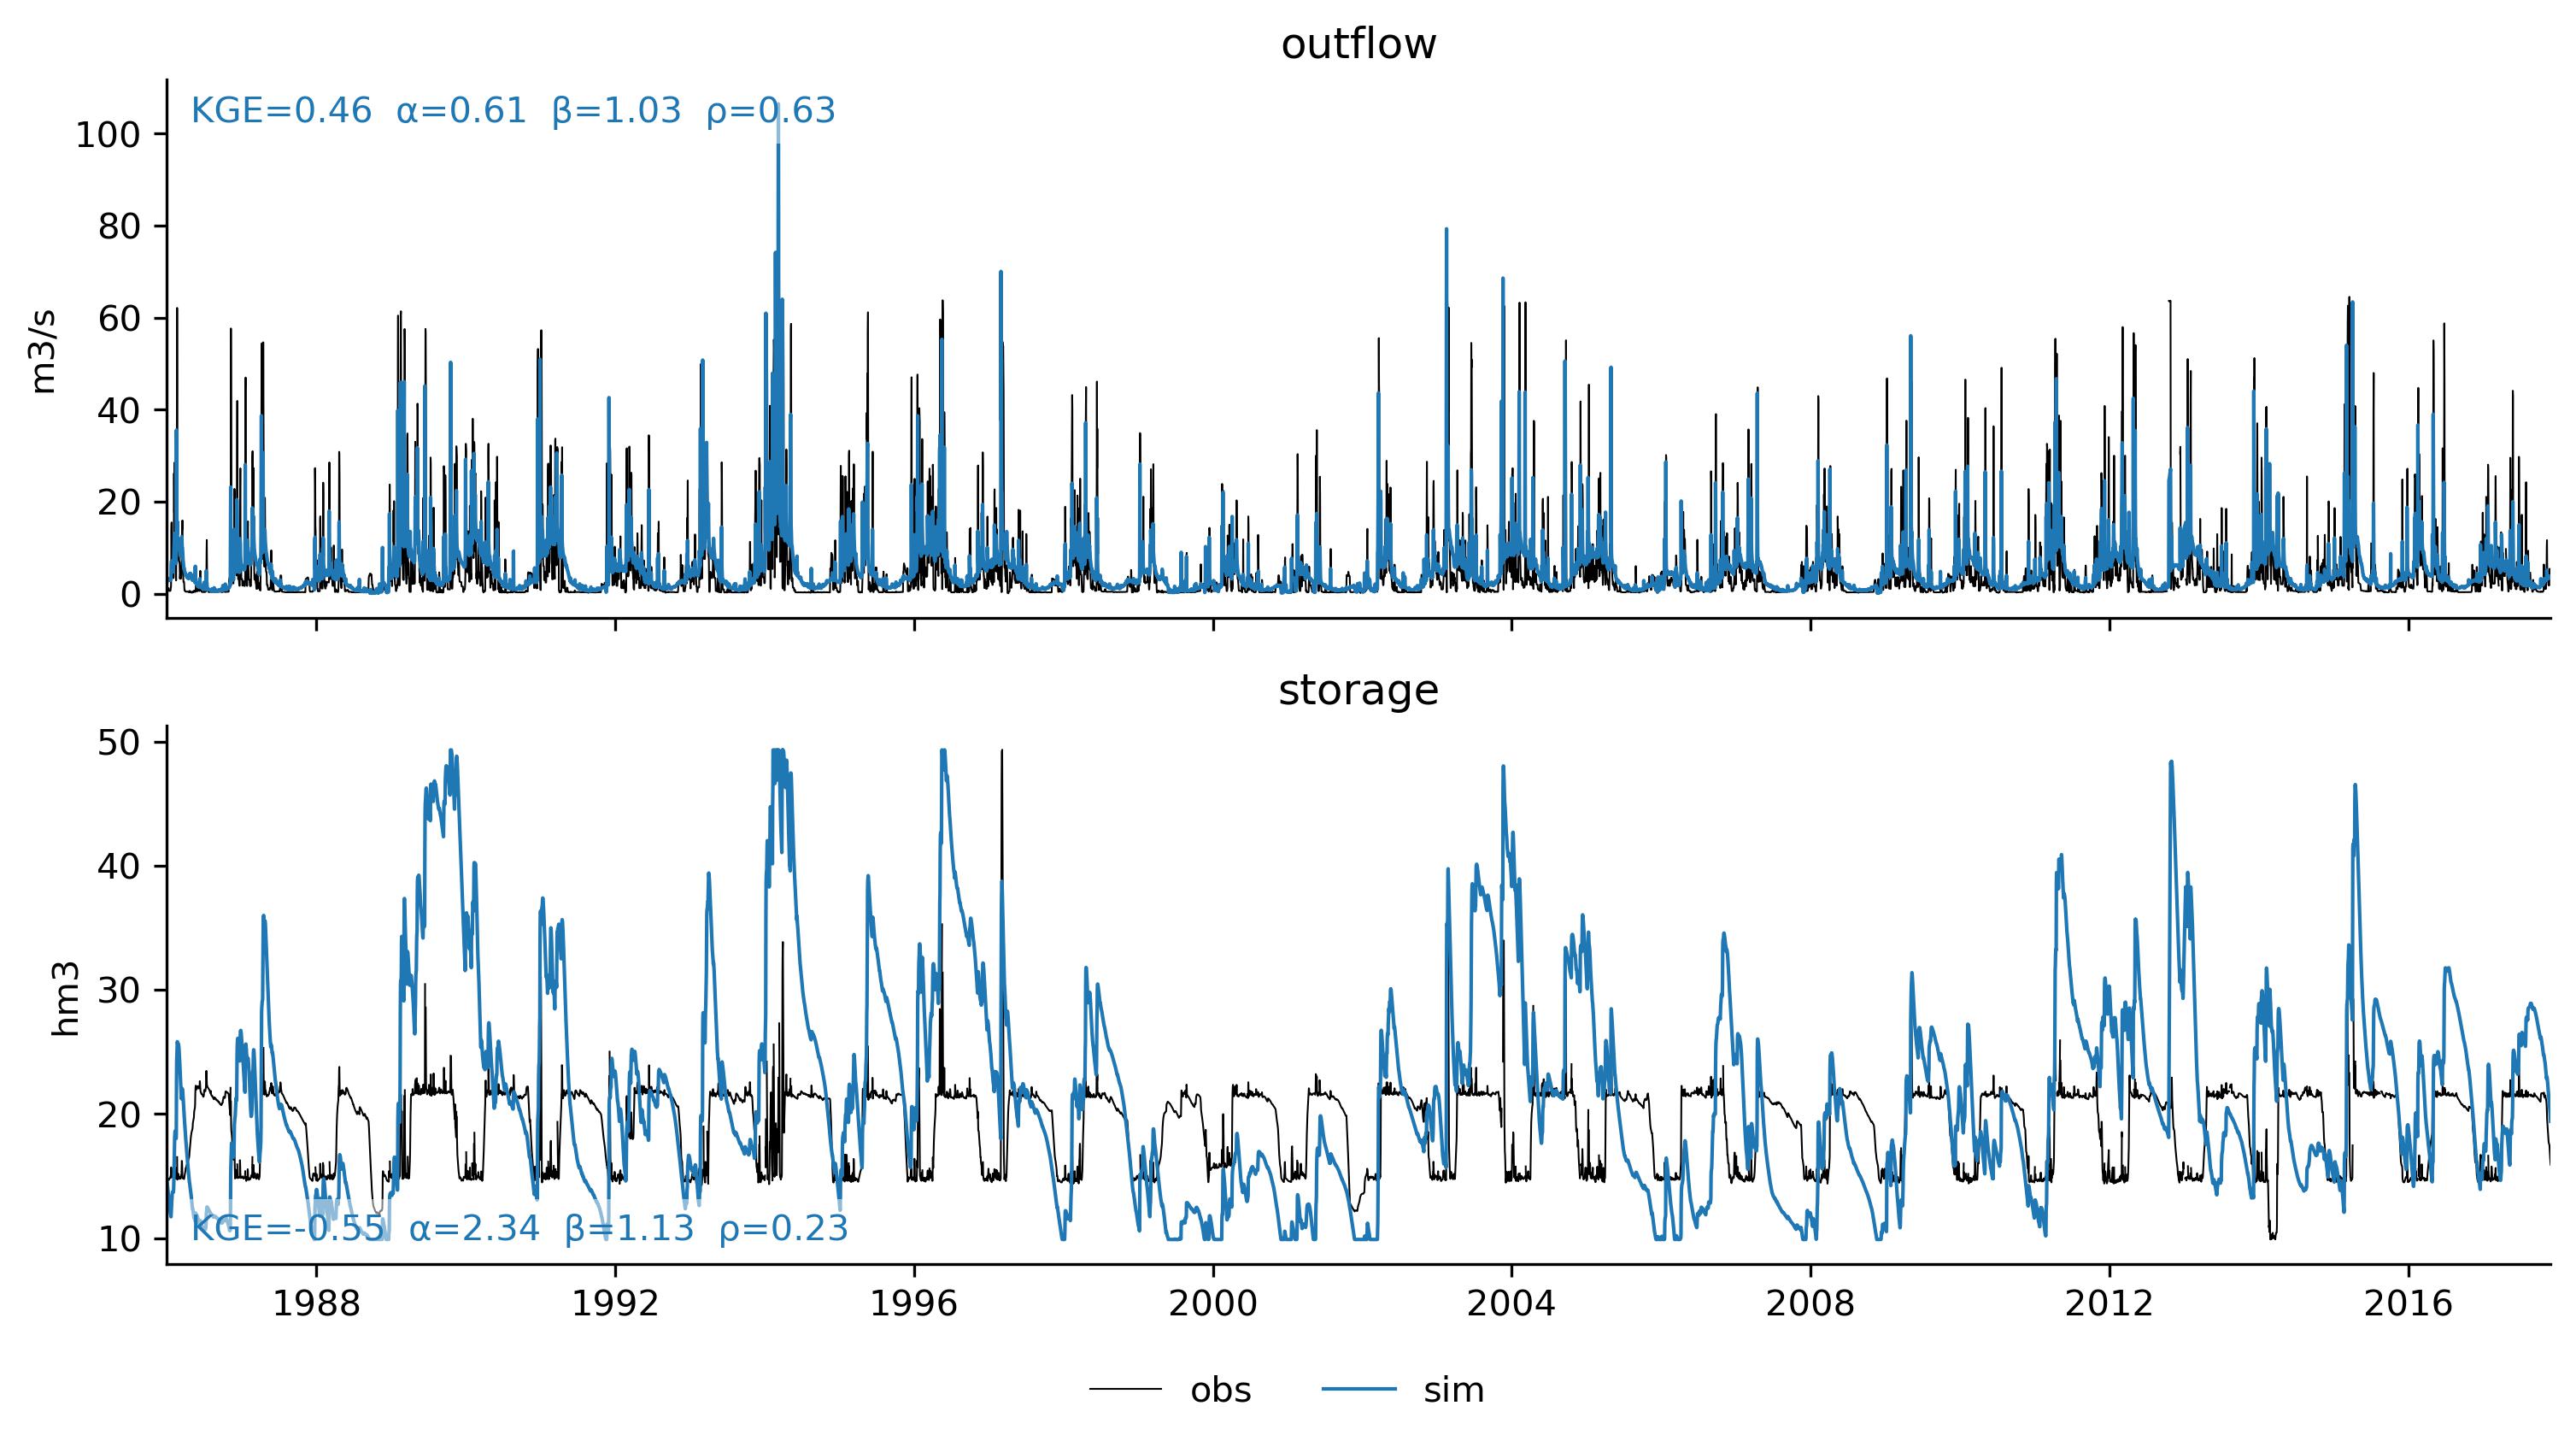 outflow
KGE=0.46 α=0.61 β=1.03 ρ=0.63
100
80
60
40
20
0
m3/s
storage
50
40
30
20
10
hm3
KGE=-0.55 α=2.34 β=1.13 ρ=0.23
1988 1992 1996 2000 2004 2008 2012 2016
obs sim